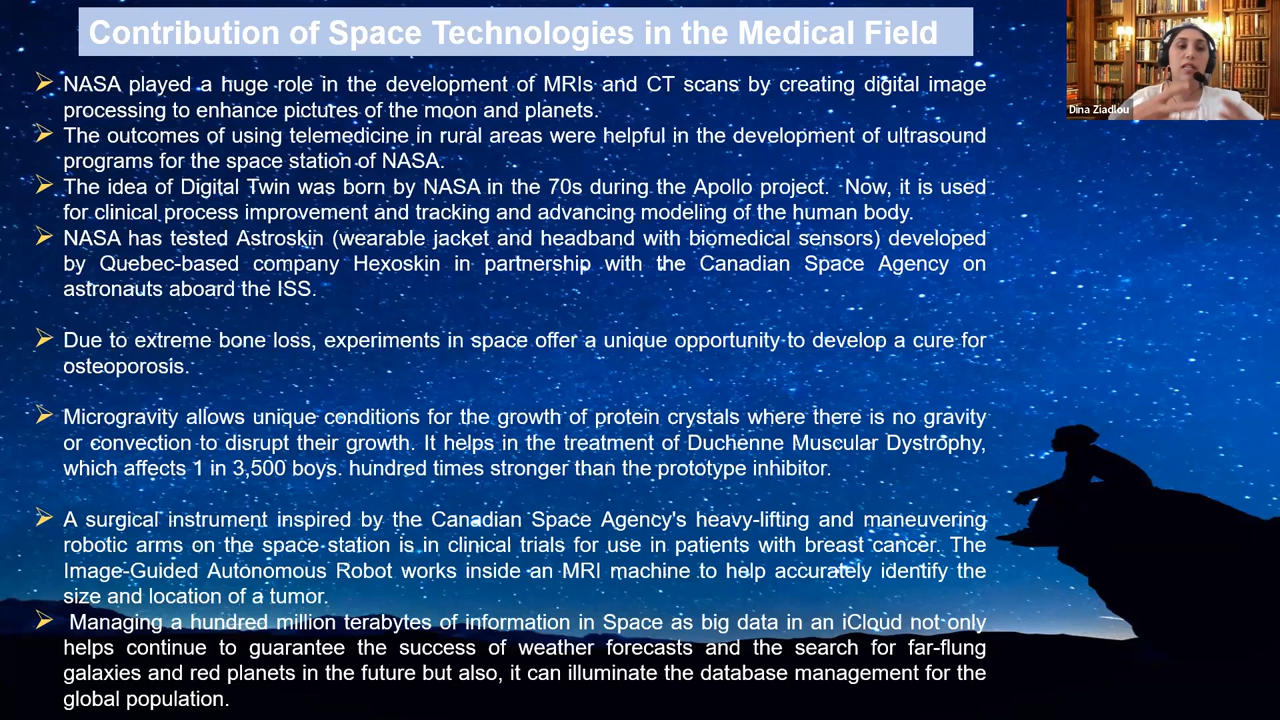 Contribution of Space Technologies in the Medical Field
Dina Ziadlou
NASA played a huge role in the development of MRIs and CT scans by creating digital image
processing to enhance pictures of the moon and planets.
The outcomes of using telemedicine in rural areas were helpful in the development of ultrasound
programs for the space station of NASA.
The idea of Digital Twin was born by NASA in the 70s during the Apollo project. Now, it is used
for clinical process improvement and tracking and advancing modeling of the human body.
NASA has tested Astroskin (wearable jacket and headband with biomedical sensors) developed
by Quebec-based company Hexoskin in partnership with the Canadian Space Agency on
astronauts aboard the ISS.
Due to extreme bone loss, experiments in space offer a unique opportunity to develop a cure for
osteoporosis.
Microgravity allows unique conditions for the growth of protein crystals where there is no gravity
or convection to disrupt their growth. It helps in the treatment of Duchenne Muscular Dystrophy,
which affects 1 in 3,500 boys. hundred times stronger than the prototype inhibitor.
A surgical instrument inspired by the Canadian Space Agency's heavy-lifting and maneuvering
robotic arms on the space station is in clinical trials for use in patients with breast cancer. The
Image-Guided Autonomous Robot works inside an MRI machine to help accurately identify the
size and location of a tumor.
Managing a hundred million terabytes of information in Space as big data in an iCloud not only
helps continue to guarantee the success of weather forecasts and the search for far-flung
galaxies and red planets in the future but also, it can illuminate the database management for the
global population.